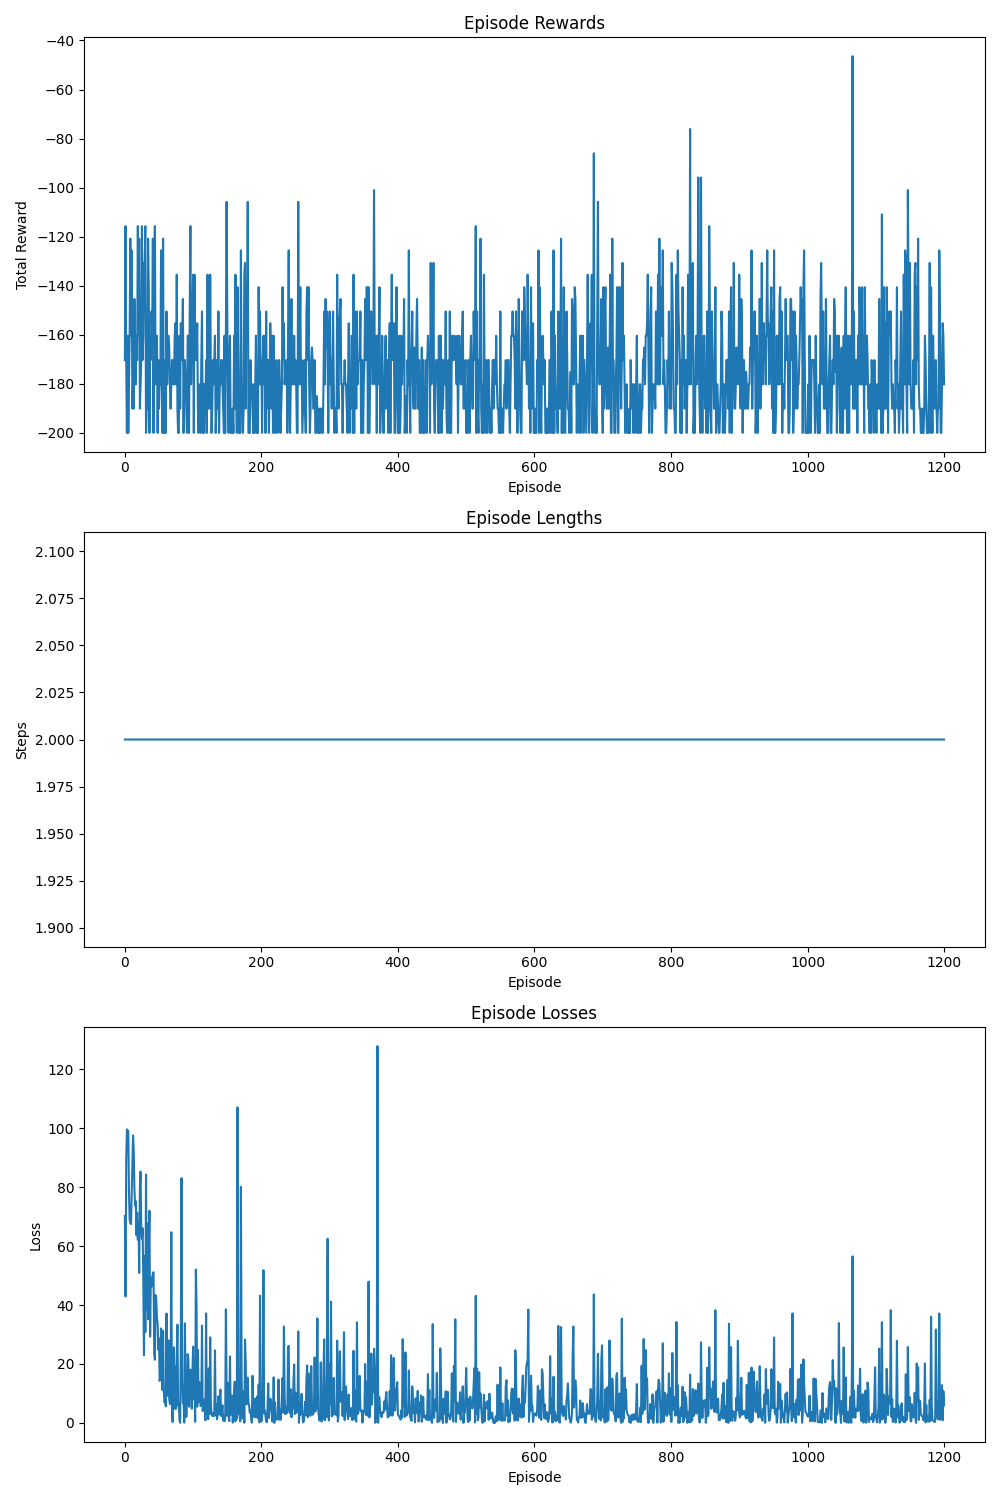 Episode Rewards
Total Reward
−40
−60
−80
−100
−120
−140
−160
−180
−200
0 200 400 600 800 1000 1200
Episode
Episode Lengths
Steps
2.100
2.075
2.050
2.025
2.000
1.975
1.950
1.925
1.900
0 200 400 600 800 1000 1200
Episode
Episode Losses
Loss
120
100
80
60
40
20
0
0 200 400 600 800 1000 1200
Episode